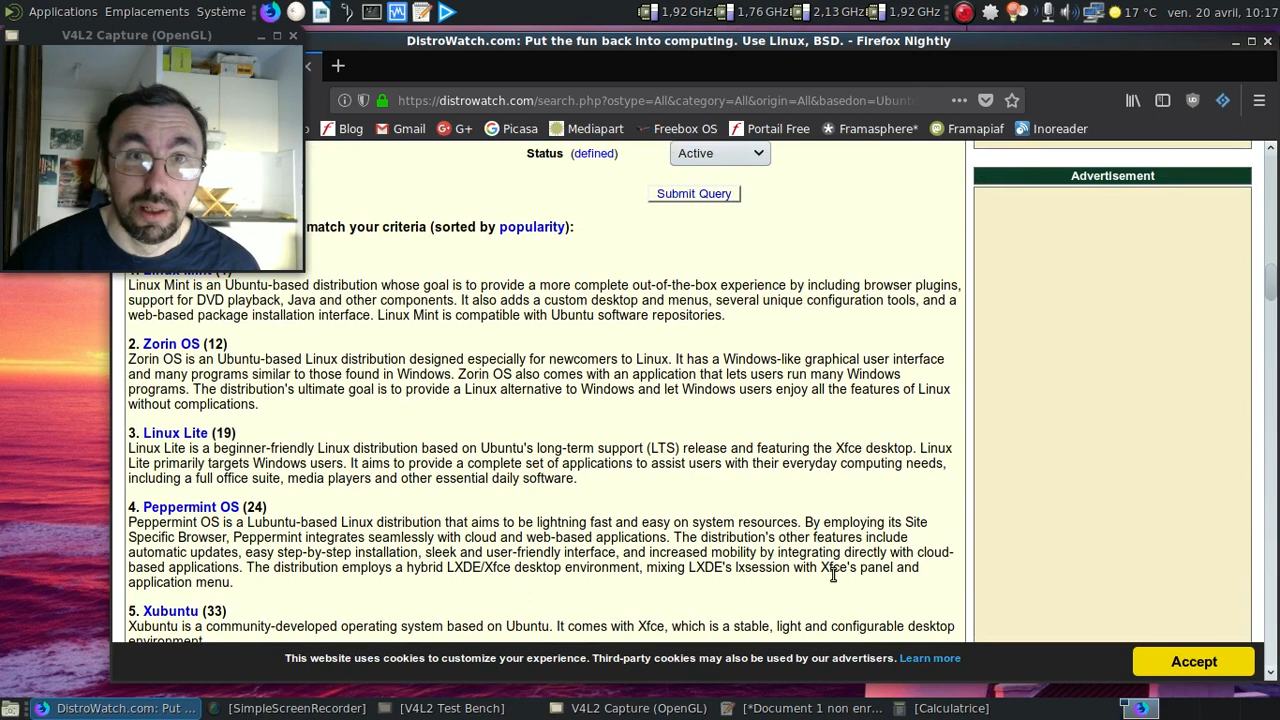 Applications Emplacements Système 1,92 GHz 1,75 GHz 2,13 GHz 1,92 GHz 17 °C ven. 20 avril, 10:17
V4L2 Capture (OpenGL)
DistroWatch.com: Put the fun back into computing. Use Linux, BSD. - Firefox Nightly
https://distrowatch.com/search.php?ostype=All&category=All&origin=All&basedon=Ubuntu
Blog Gmail G+ Picasa Mediapart Freebox OS Portail Free Framasphere* Framapiaf Inoreader
Status (defined) Active
Advertisement
Submit Query
match your criteria (sorted by popularity):
1. Linux Mint (1)
Linux Mint is an Ubuntu-based distribution whose goal is to provide a more complete out-of-the-box experience by including browser plugins,
support for DVD playback, Java and other components. It also adds a custom desktop and menus, several unique configuration tools, and a
web-based package installation interface. Linux Mint is compatible with Ubuntu software repositories.
2. Zorin OS (12)
Zorin OS is an Ubuntu-based Linux distribution designed especially for newcomers to Linux. It has a Windows-like graphical user interface
and many programs similar to those found in Windows. Zorin OS also comes with an application that lets users run many Windows
programs. The distribution's ultimate goal is to provide a Linux alternative to Windows and let Windows users enjoy all the features of Linux
without complications.
3. Linux Lite (19)
Linux Lite is a beginner-friendly Linux distribution based on Ubuntu's long-term support (LTS) release and featuring the Xfce desktop. Linux
Lite primarily targets Windows users. It aims to provide a complete set of applications to assist users with their everyday computing needs,
including a full office suite, media players and other essential daily software.
4. Peppermint OS (24)
Peppermint OS is a Lubuntu-based Linux distribution that aims to be lightning fast and easy on system resources. By employing its Site
Specific Browser, Peppermint integrates seamlessly with cloud and web-based applications. The distribution's other features include
automatic updates, easy step-by-step installation, sleek and user-friendly interface, and increased mobility by integrating directly with cloud-
based applications. The distribution employs a hybrid LXDE/Xfce desktop environment, mixing LXDE's lxsession with Xfce's panel and
application menu.
5. Xubuntu (33)
Xubuntu is a community-developed operating system based on Ubuntu. It comes with Xfce, which is a stable, light and configurable desktop
environment
This website uses cookies to customize your experience. Third-party cookies may also be used by our advertisers. Learn more
Accept
DistroWatch.com: Put ... [SimpleScreenRecorder] [V4L2 Test Bench] V4L2 Capture (OpenGL) [*Document 1 non enr... [Calculatrice]